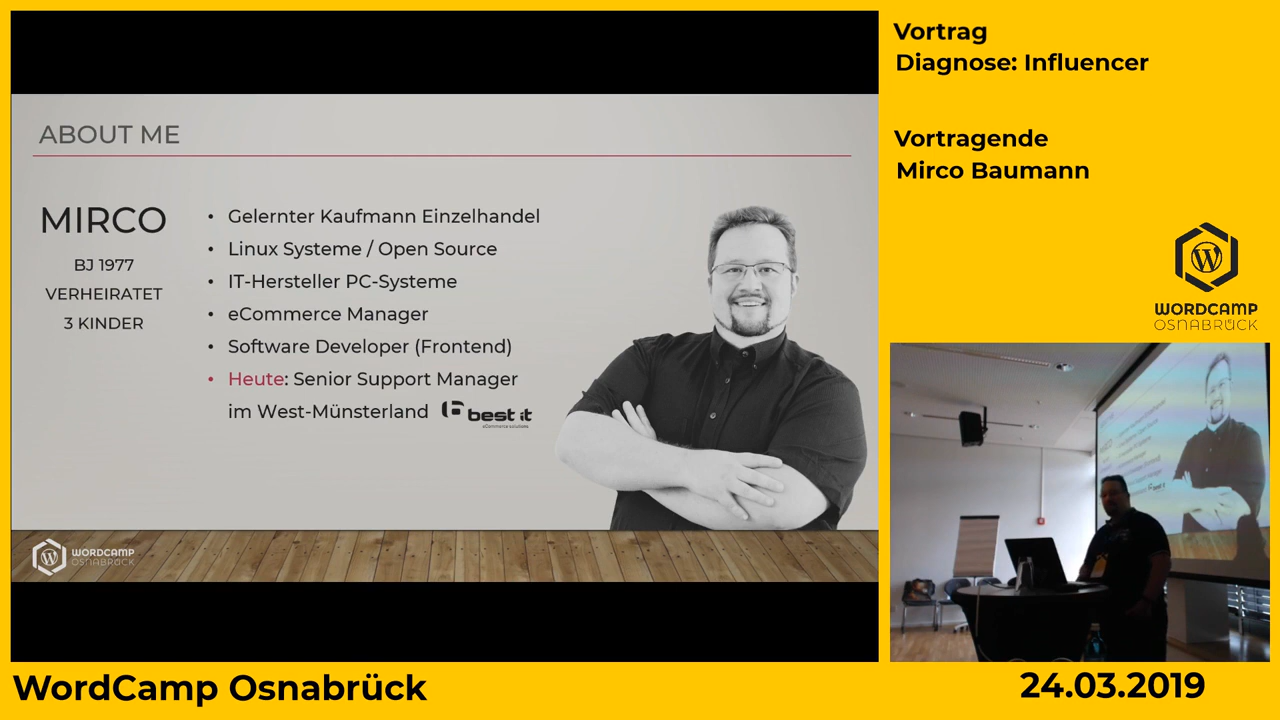 Vortrag
Diagnose: Influencer
Vortragende
Mirco Baumann
WORDCAMP
OSNABRÜCK
ABOUT ME
MIRCO
BJ 1977
VERHEIRATET
3 KINDER
• Gelernter Kaufmann Einzelhandel
• Linux Systeme / Open Source
• IT-Hersteller PC-Systeme
• eCommerce Manager
• Software Developer (Frontend)
• Heute: Senior Support Manager
im West-Münsterland best it
eCommerce solutions
WORDCAMP
OSNABRÜCK
WordCamp Osnabrück
24.03.2019